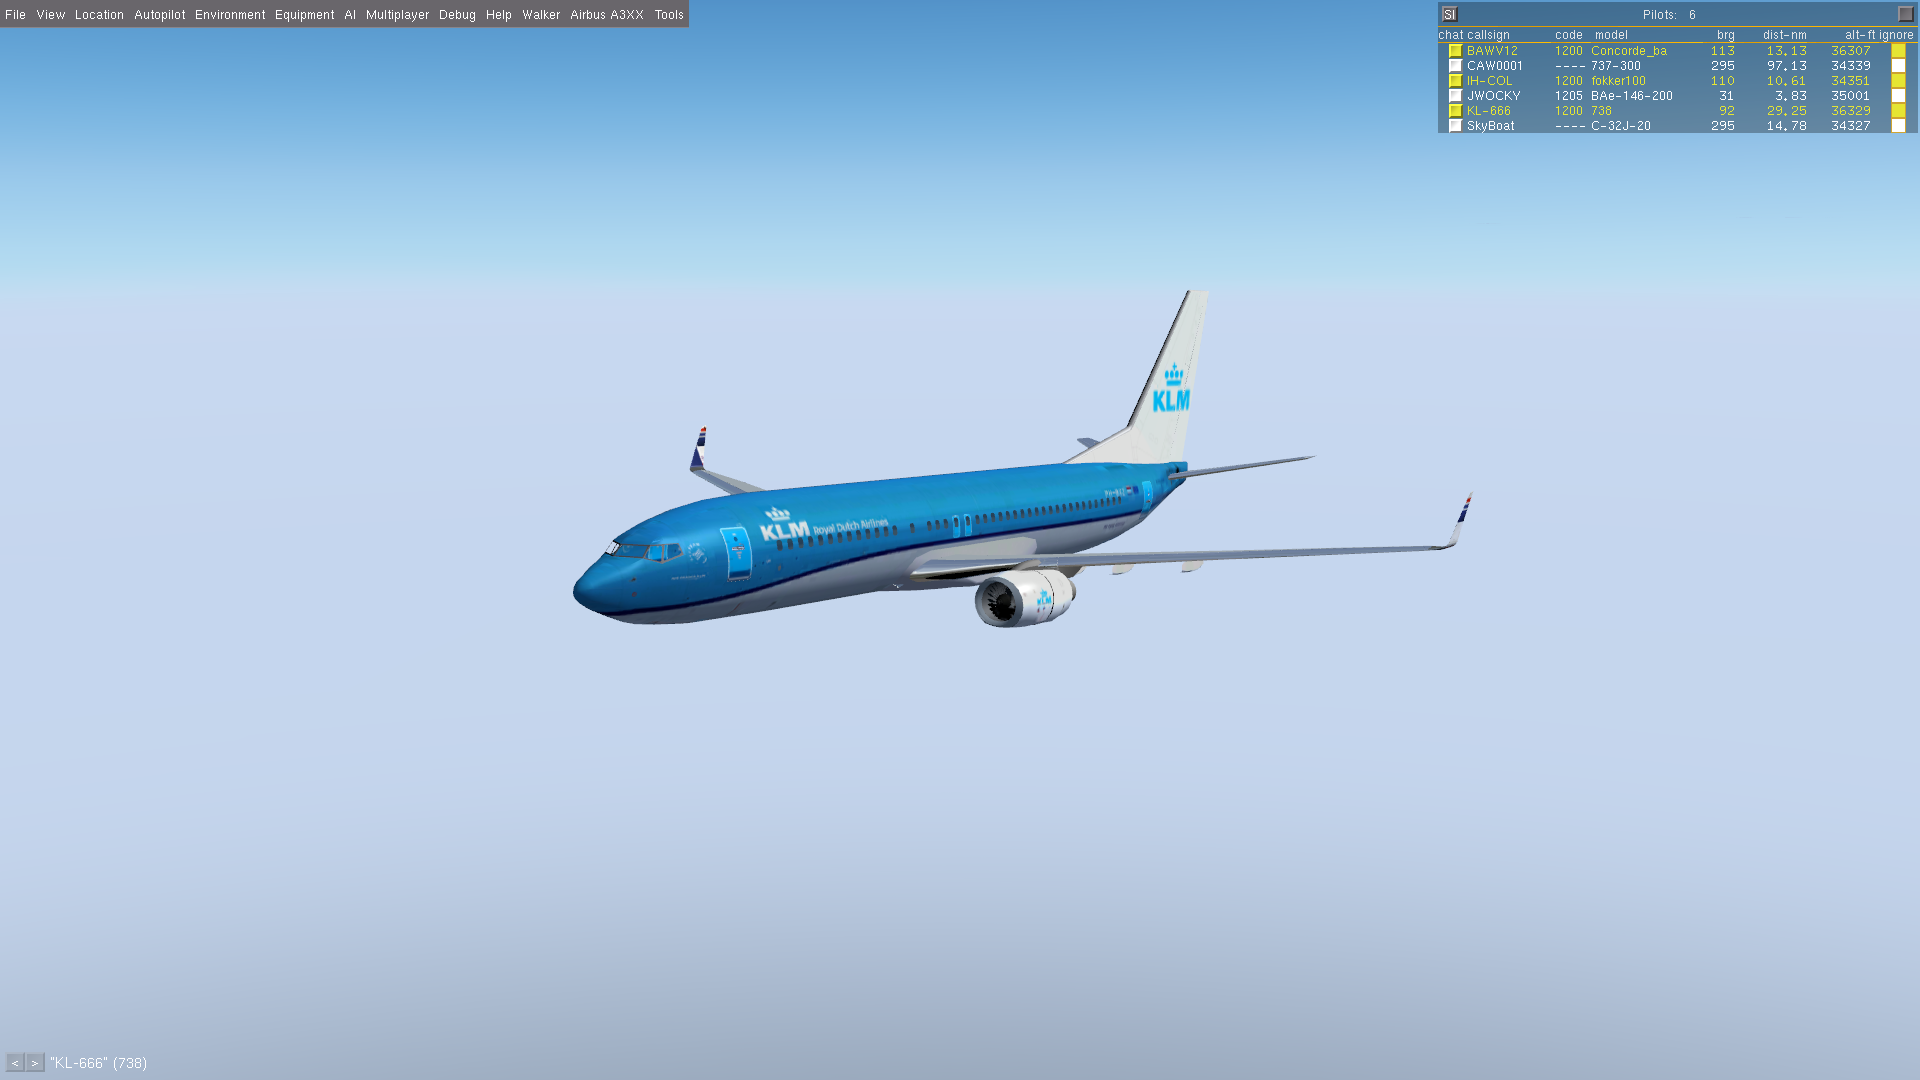 File View Location Autopilot Environment Equipment AI Multiplayer Debug Help Walker Airbus A3XX Tools
SI Pilots: 6
chat callsign code model brg dist-nm alt-ft ignore
BAWV12 1200 Concorde_ba 113 13.13 36307
CAW0001 ---- 737-300 295 97.13 34339
IH-COL 1200 fokker100 110 10.61 34351
JWOCKY 1205 BAe-146-200 31 3.83 35001
KL-666 1200 738 92 29.25 36329
SkyBoat ---- C-32J-20 295 14.78 34327
KLM
KLM Royal Dutch Airlines
KLM
< > "KL-666" (738)